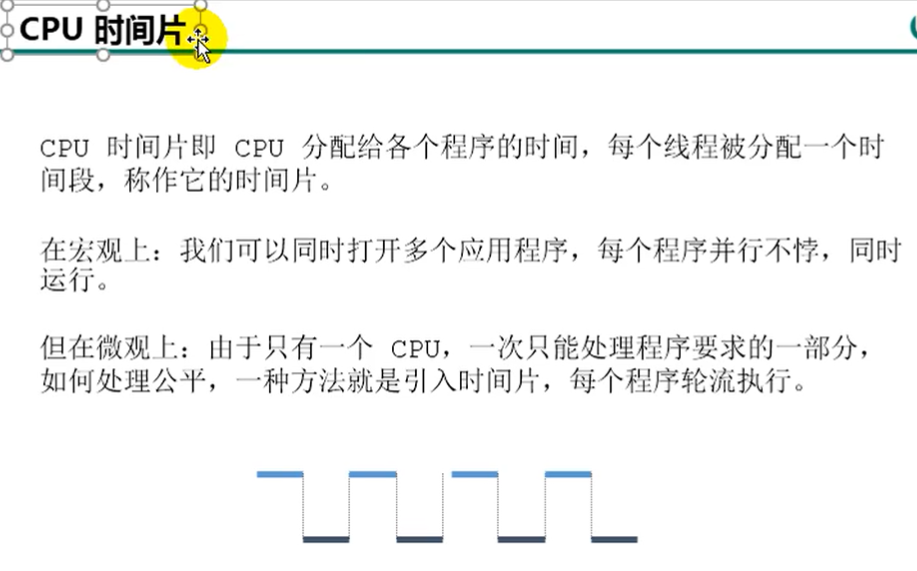 CPU 时间片
CPU 时间片即 CPU 分配给各个程序的时间，每个线程被分配一个时
间段，称作它的时间片。
在宏观上：我们可以同时打开多个应用程序，每个程序并行不悖，同时
运行。
但在微观上：由于只有一个 CPU，一次只能处理程序要求的一部分，
如何处理公平，一种方法就是引入时间片，每个程序轮流执行。